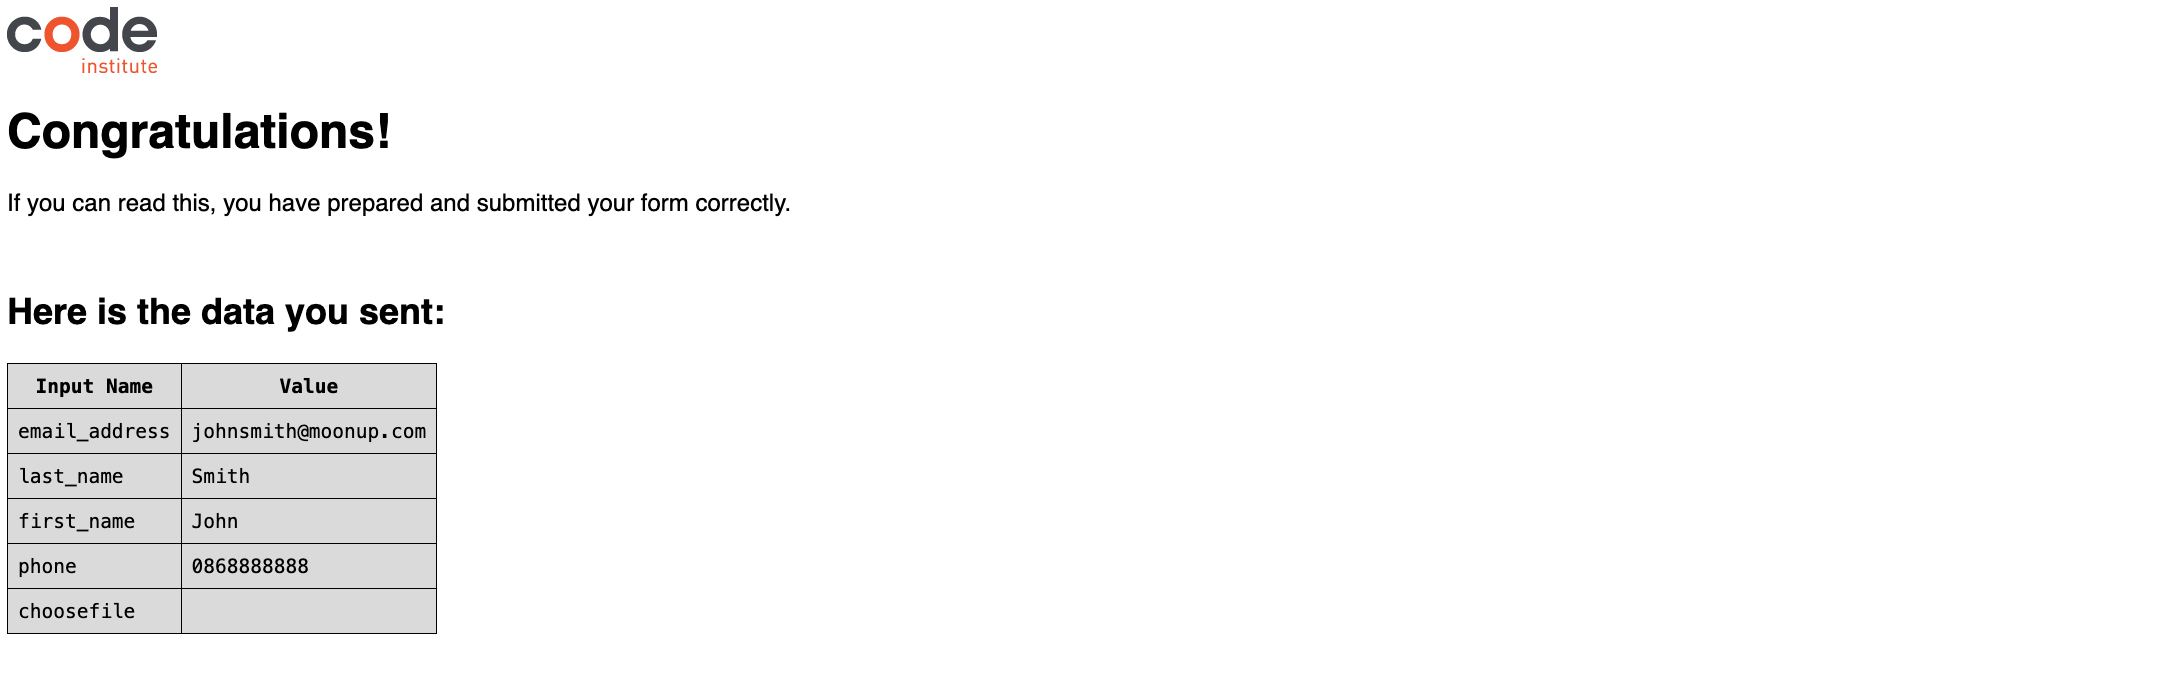 code
institute
Congratulations!
If you can read this, you have prepared and submitted your form correctly.
Here is the data you sent:
Input Name Value
email_address johnsmith@moonup.com
last_name Smith
first_name John
phone 0868888888
choosefile